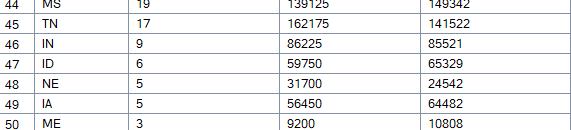 44 MS 19 139125 149342
45 TN 17 162175 141522
46 IN 9 86225 85521
47 ID 6 59750 65329
48 NE 5 31700 24542
49 IA 5 56450 64482
50 ME 3 9200 10808